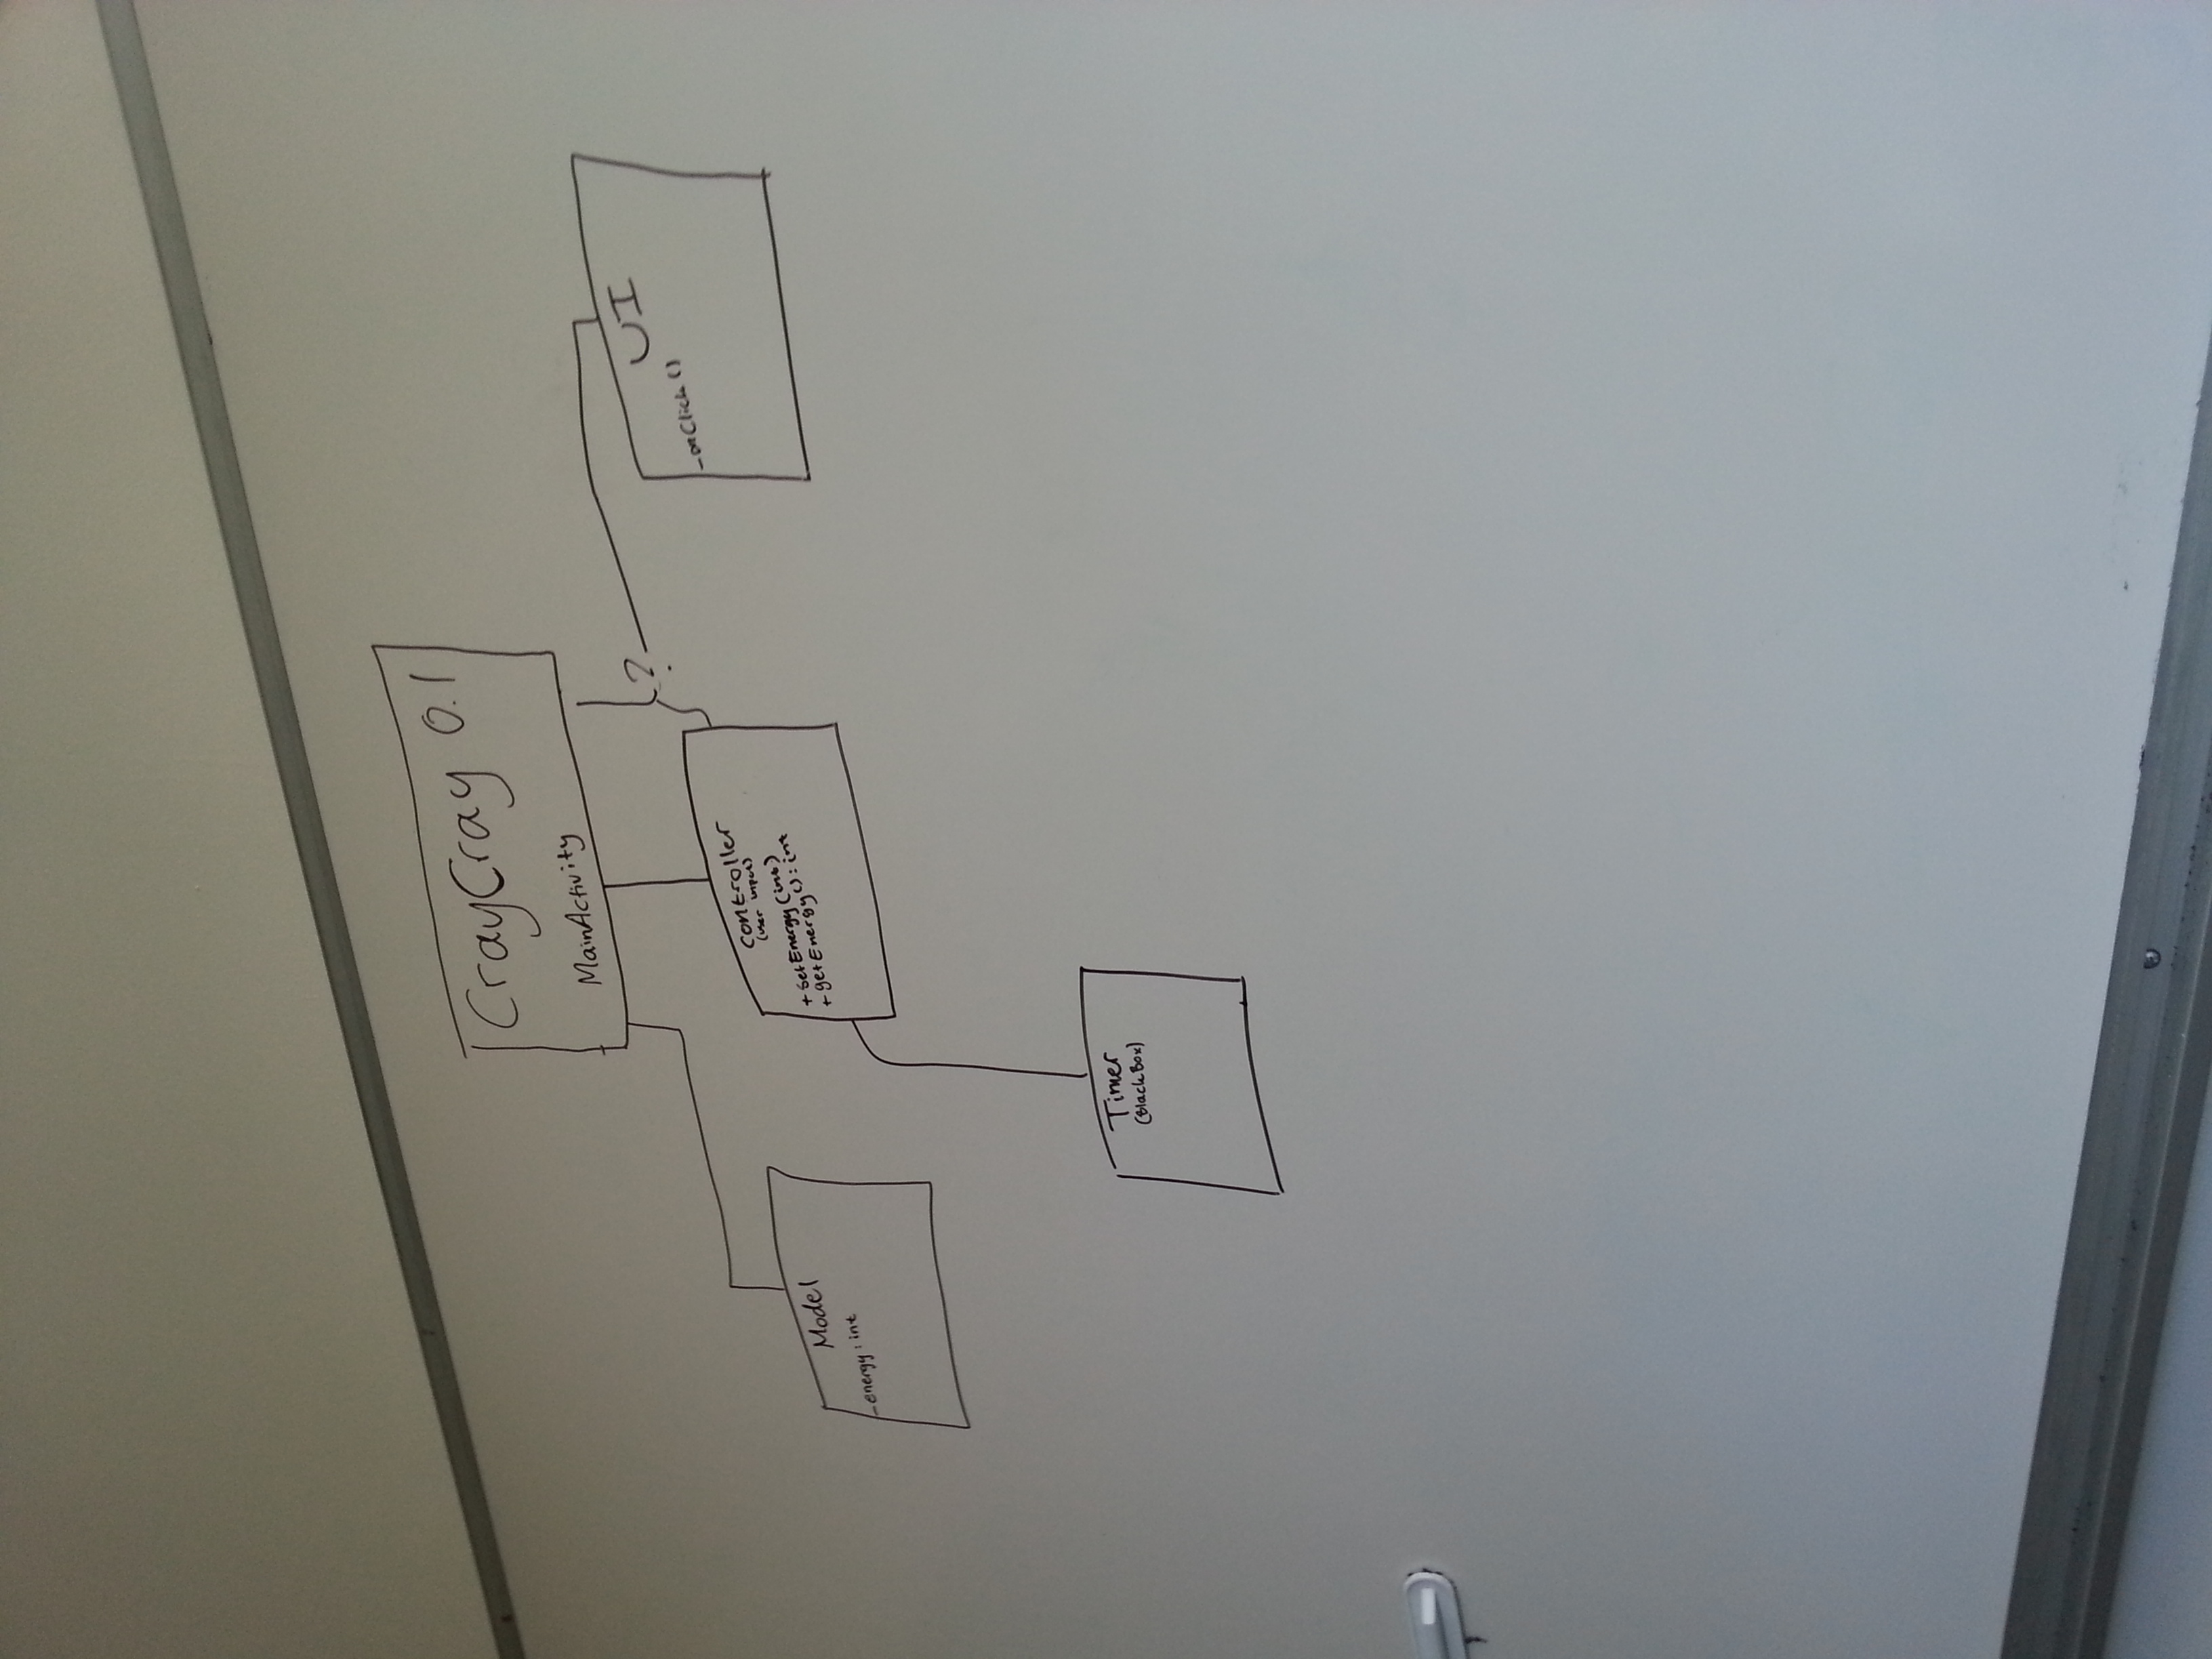 CrayCray 0.1
MainActivity
?
UI
-onClick()
controller
(user input)
+ setEnergy(int)
+ getEnergy(): int
Model
-energy: int
Timer
(BlackBox)